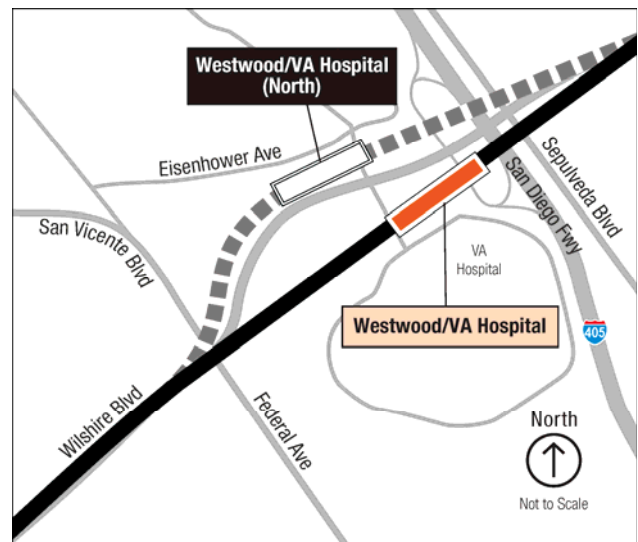 Westwood/VA Hospital
(North)
Eisenhower Ave
San Vicente Blvd
Sepulveda Blvd
San Diego Fwy
VA
Hospital
Westwood/VA Hospital
405
Wilshire Blvd
Federal Ave
North
Not to Scale